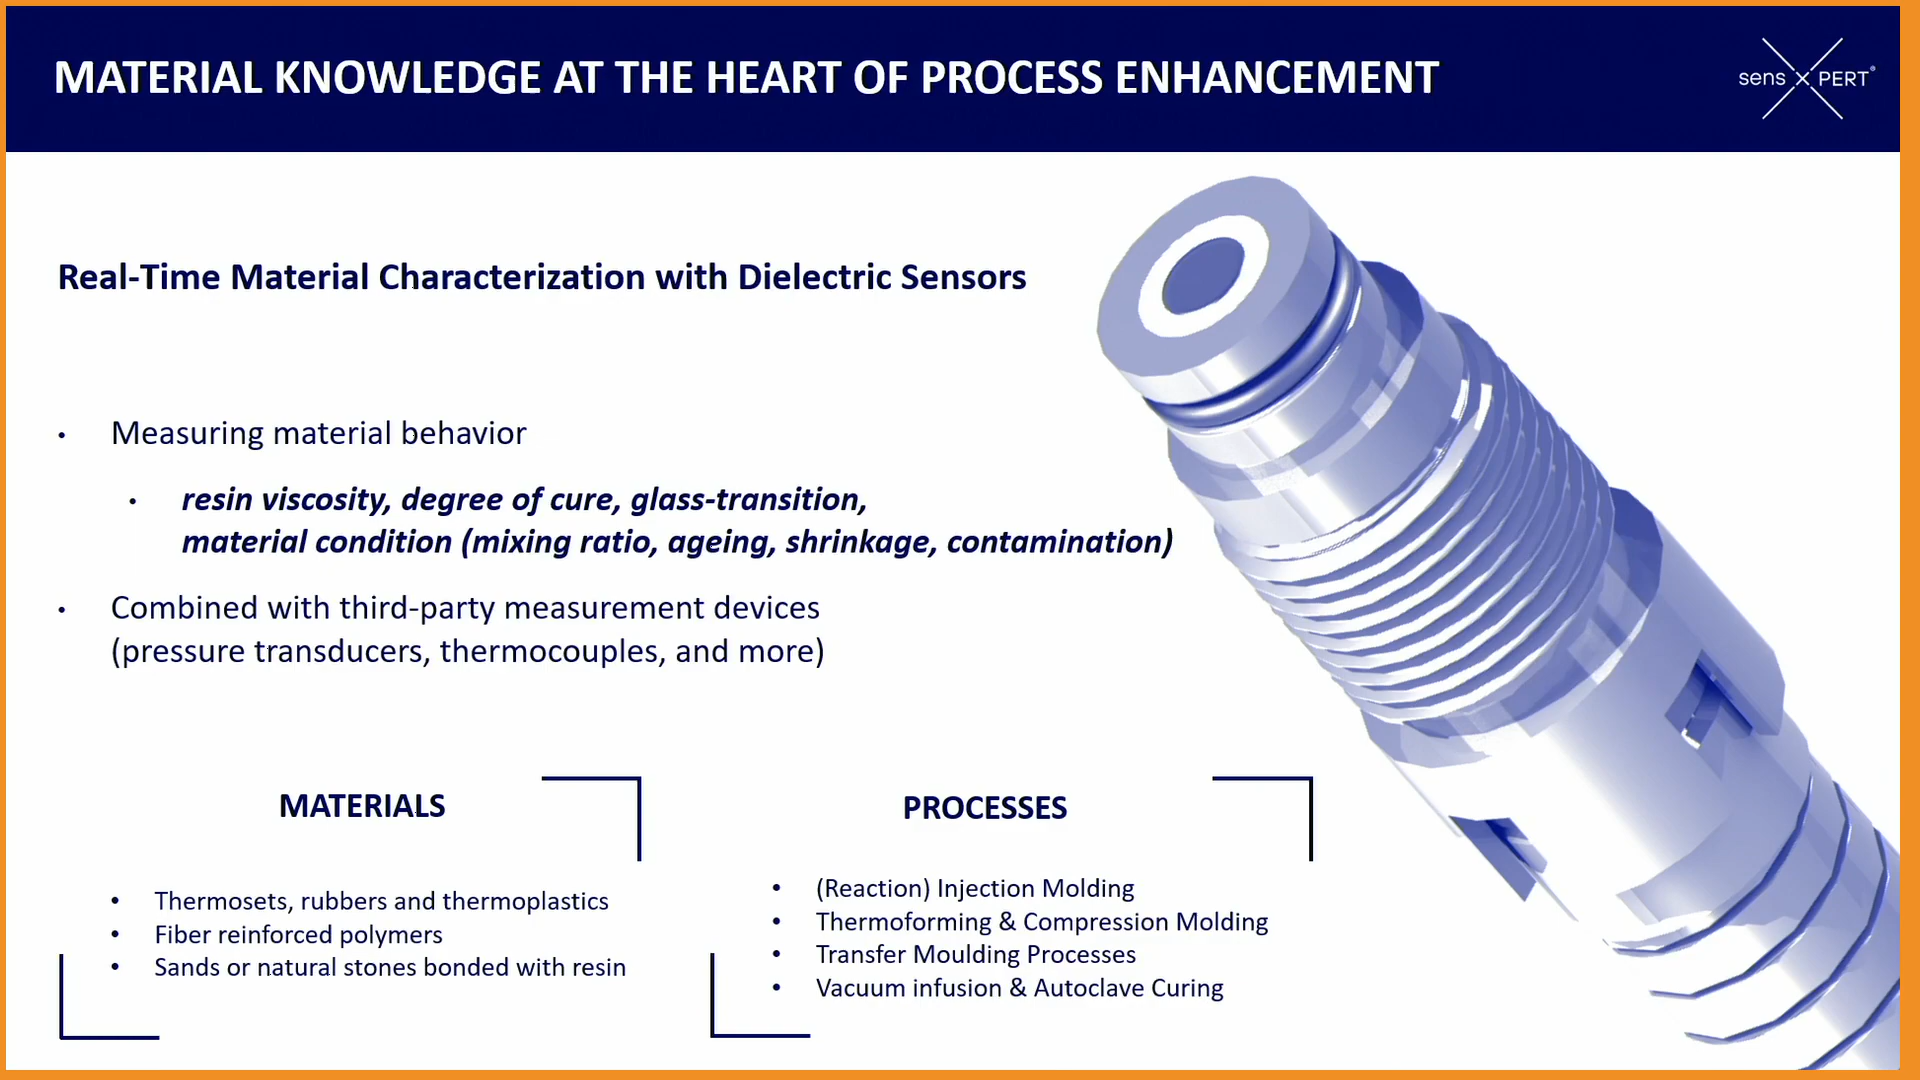 MATERIAL KNOWLEDGE AT THE HEART OF PROCESS ENHANCEMENT
sens X PERT®
Real-Time Material Characterization with Dielectric Sensors
• Measuring material behavior
• resin viscosity, degree of cure, glass-transition,
material condition (mixing ratio, ageing, shrinkage, contamination)
• Combined with third-party measurement devices
(pressure transducers, thermocouples, and more)
MATERIALS
• Thermosets, rubbers and thermoplastics
• Fiber reinforced polymers
• Sands or natural stones bonded with resin
PROCESSES
• (Reaction) Injection Molding
• Thermoforming & Compression Molding
• Transfer Moulding Processes
• Vacuum infusion & Autoclave Curing